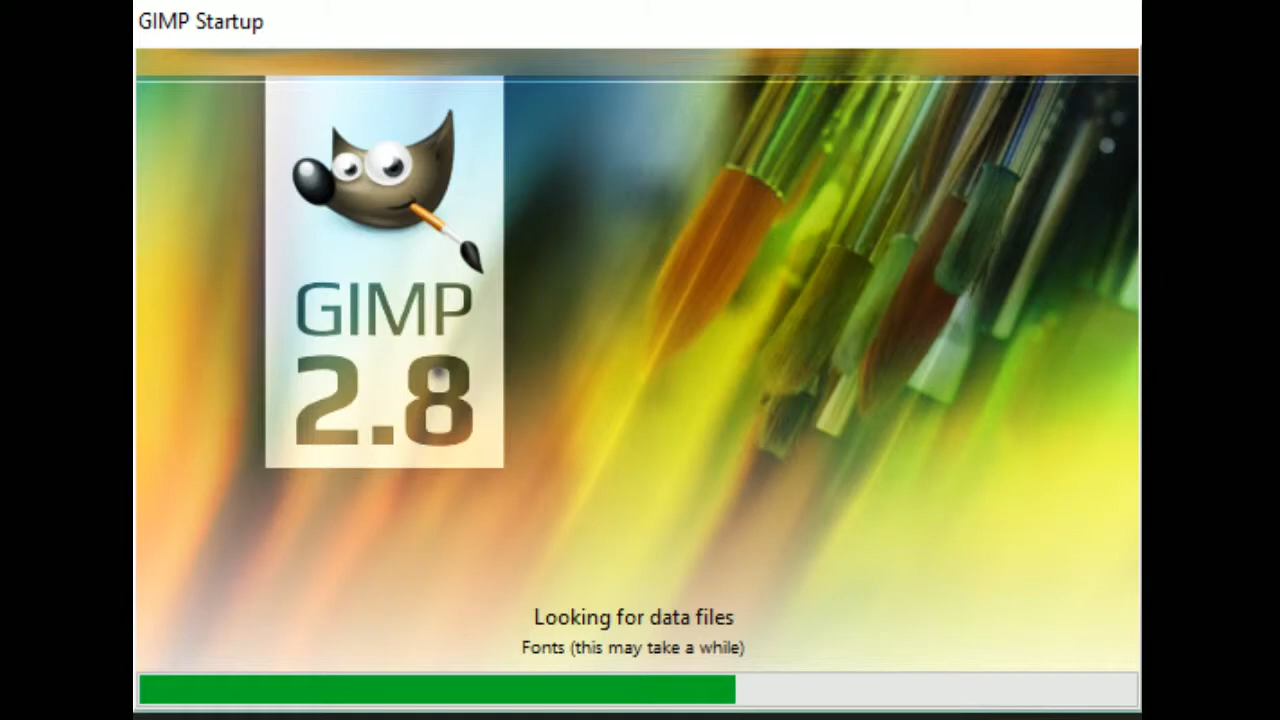 GIMP Startup
GIMP
2.8
Looking for data files
Fonts (this may take a while)